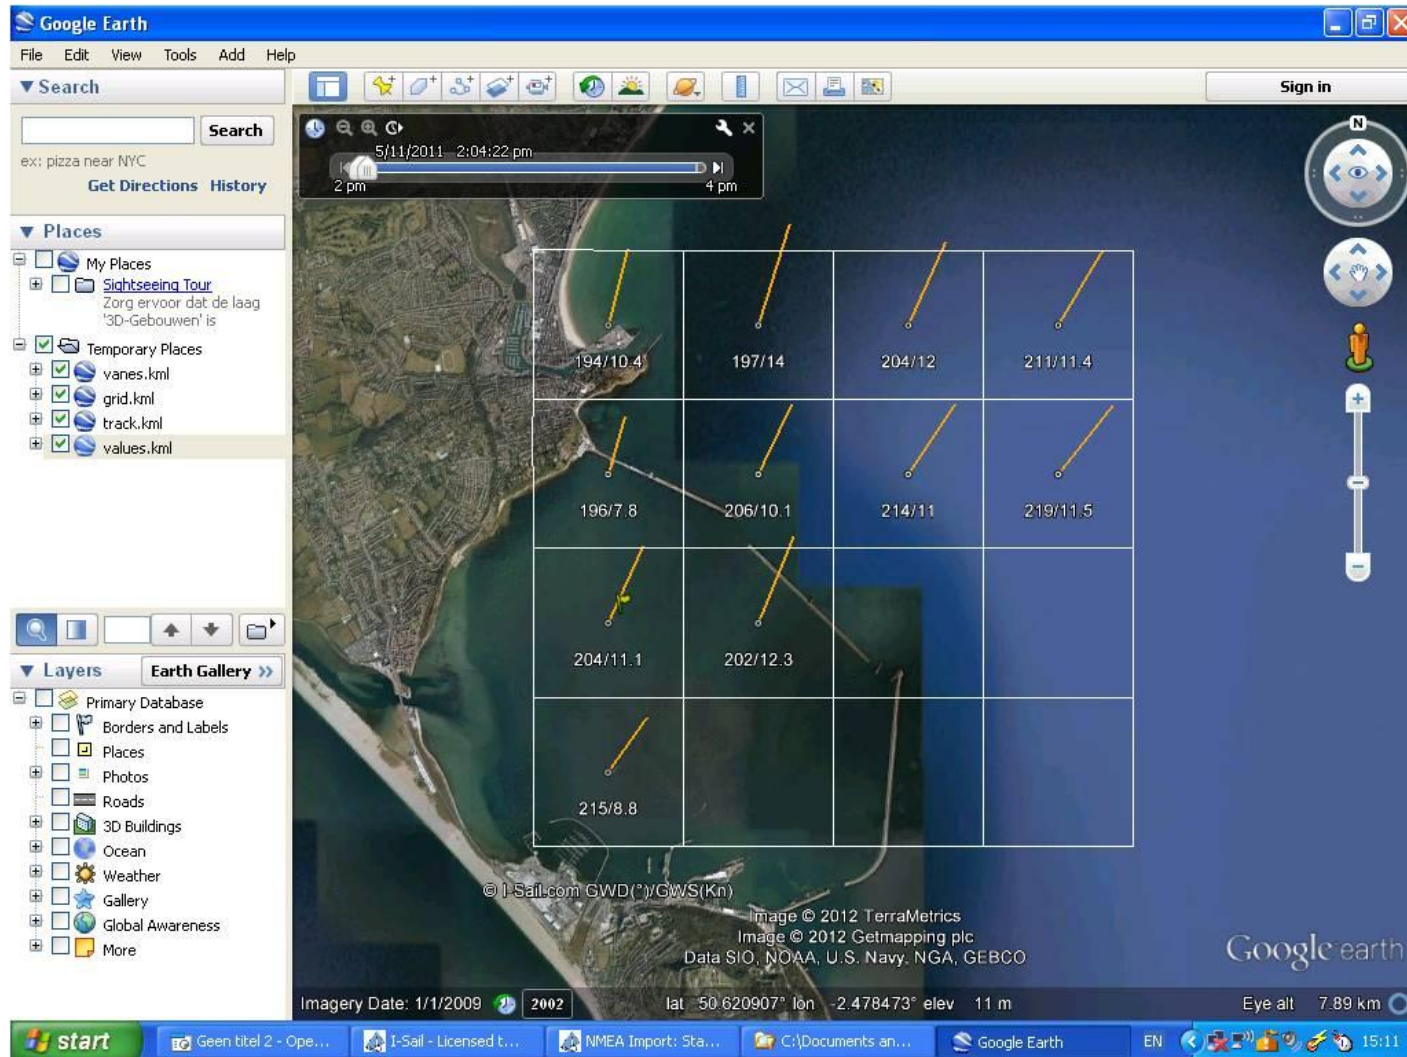 Google Earth
File Edit View Tools Add Help
Search
Search
ex: pizza near NYC
Get Directions History
Places
My Places
Sightseeing Tour
Zorg ervoor dat de laag
'3D-Gebouwen' is
Temporary Places
vanes.kml
grid.kml
track.kml
values.kml
Layers
Earth Gallery >>
Primary Database
Borders and Labels
Places
Photos
Roads
3D Buildings
Ocean
Weather
Gallery
Global Awareness
More
Sign in
5/11/2011 2:04:22 pm
2 pm 4 pm
N
194/10.4 197/14 204/12 211/11.4
196/7.8 206/10.1 214/11 219/11.5
204/11.1 202/12.3
215/8.8
© I-Sail.com GWD(°)/GWS(Kn)
Image © 2012 TerraMetrics
Image © 2012 Getmapping plc
Data SIO, NOAA, U.S. Navy, NGA, GEBCO
Google earth
Imagery Date: 1/1/2009 2002 lat 50.620907° lon -2.478473° elev 11 m Eye alt 7.89 km
start Geen titel 2 - Ope... I-Sail - Licensed t... NMEA Import: Sta... C:\Documents an... Google Earth EN 15:11